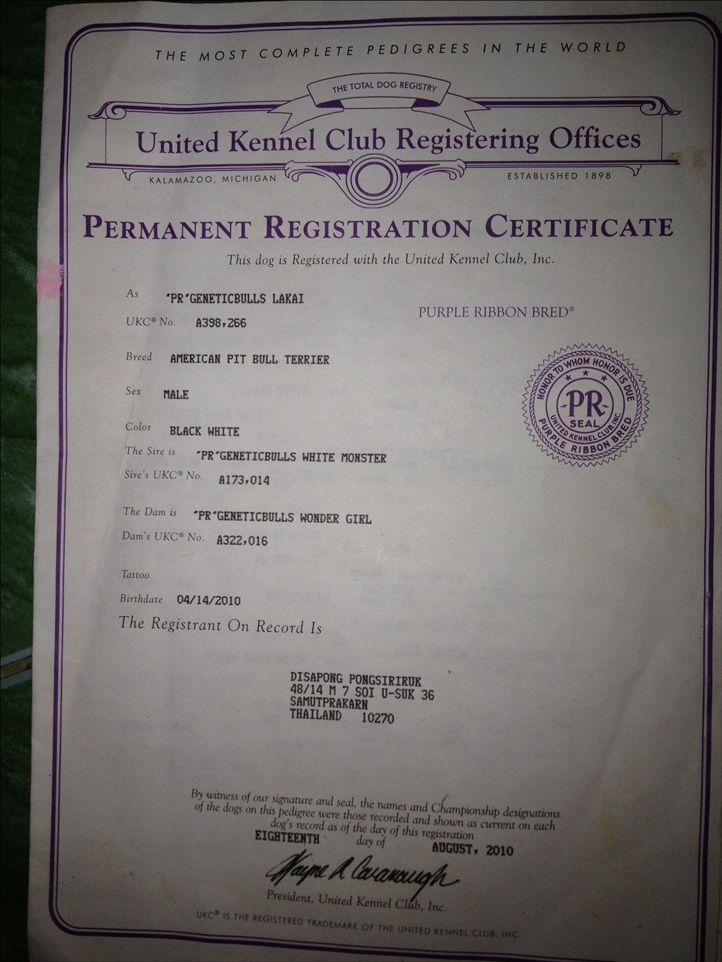 THE MOST COMPLETE PEDIGREES IN THE WORLD
THE TOTAL DOG REGISTRY
United Kennel Club Registering Offices
KALAMAZOO, MICHIGAN
ESTABLISHED 1898
PERMANENT REGISTRATION CERTIFICATE
This dog is Registered with the United Kennel Club, Inc.
As 'PR'GENETICBULLS LAKAI
PURPLE RIBBON BRED®
UKC® No. A398,266
Breed AMERICAN PIT BULL TERRIER
HONOR TO WHOM HONOR IS DUE
PR
SEAL
UNITED KENNEL CLUB, INC.
PURPLE RIBBON BRED
Sex MALE
Color BLACK WHITE
The Sire is 'PR'GENETICBULLS WHITE MONSTER
Sire's UKC® No. A173,014
The Dam is 'PR'GENETICBULLS WONDER GIRL
Dam's UKC® No. A322,016
Tattoo
Birthdate 04/14/2010
The Registrant On Record Is
DISAPONG PONGSIRIRUK
48/14 M 7 SOI U-SUK 36
SAMUTPRAKARN
THAILAND 10270
By witness of our signature and seal, the names and Championship designations
of the dogs on this pedigree were those recorded and shown as current on each
dog's record as of the day of this registration
EIGHTEENTH day of AUGUST, 2010
Wayne R Cavanaugh
President, United Kennel Club, Inc.
UKC® IS THE REGISTERED TRADEMARK OF THE UNITED KENNEL CLUB, INC.